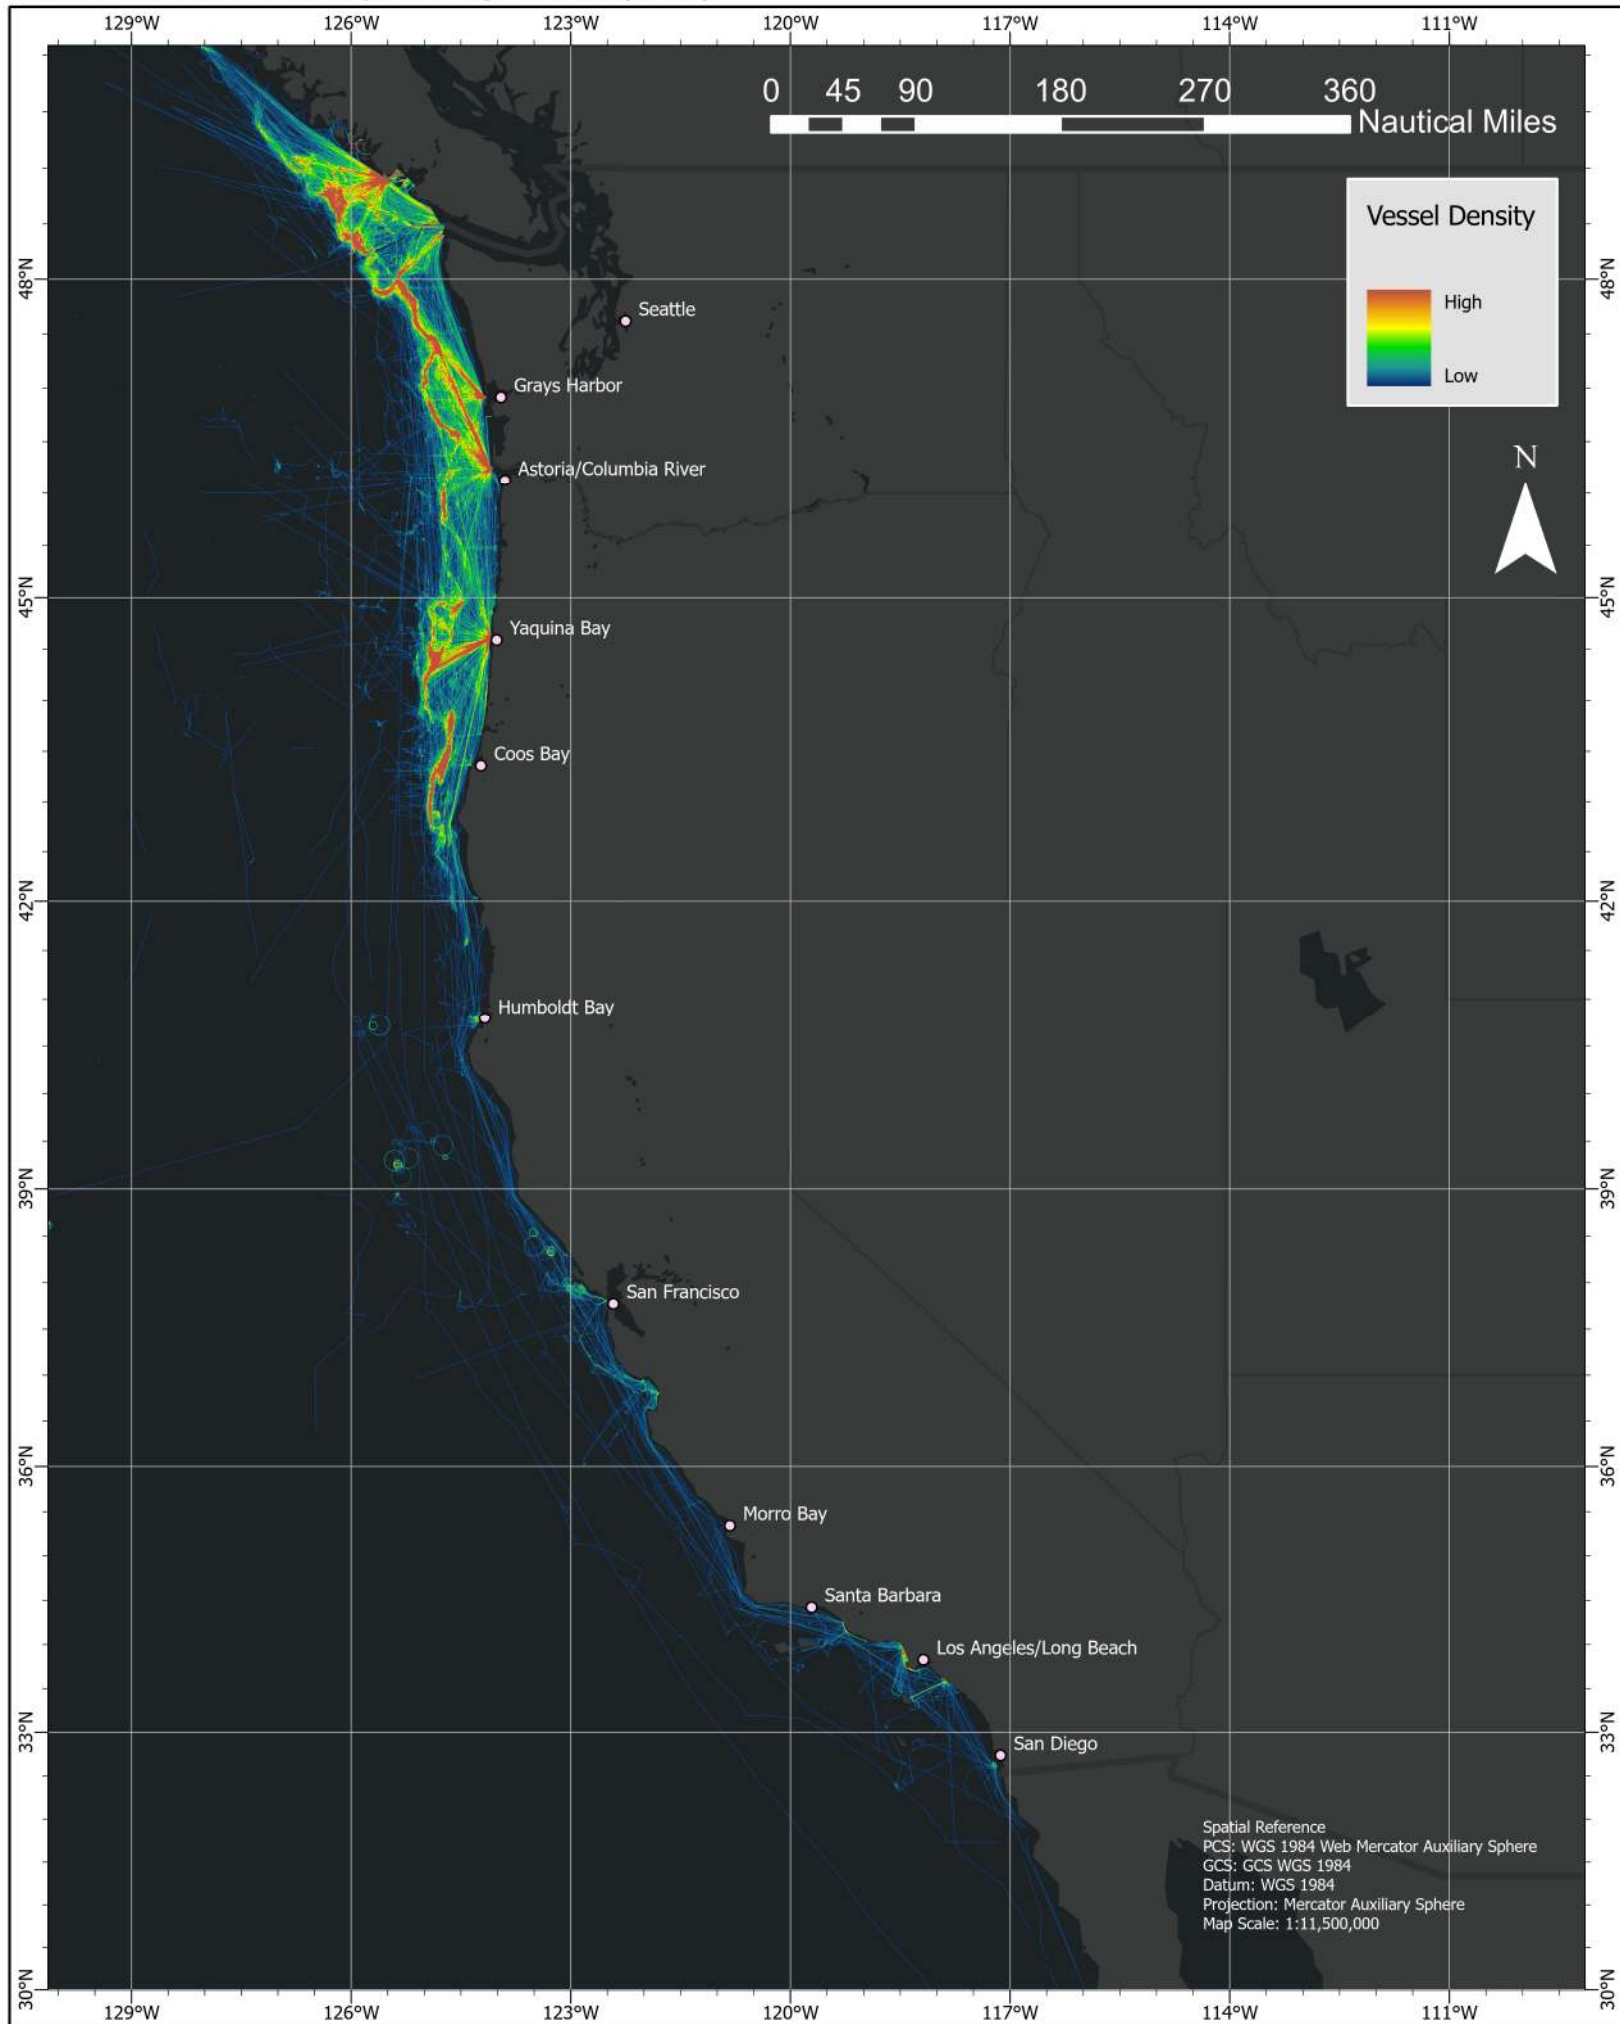 129°W 126°W 123°W 120°W 117°W 114°W 111°W
0 45 90 180 270 360
Nautical Miles
Vessel Density
High
Low
48°N 48°N
Seattle
Grays Harbor
N
Astoria/Columbia River
45°N 45°N
Yaquina Bay
Coos Bay
42°N 42°N
Humboldt Bay
39°N 39°N
San Francisco
36°N 36°N
Morro Bay
Santa Barbara
Los Angeles/Long Beach
33°N 33°N
San Diego
Spatial Reference
PCS: WGS 1984 Web Mercator Auxiliary Sphere
GCS: GCS WGS 1984
Datum: WGS 1984
Projection: Mercator Auxiliary Sphere
Map Scale: 1:11,500,000
30°N 30°N
129°W 126°W 123°W 120°W 117°W 114°W 111°W